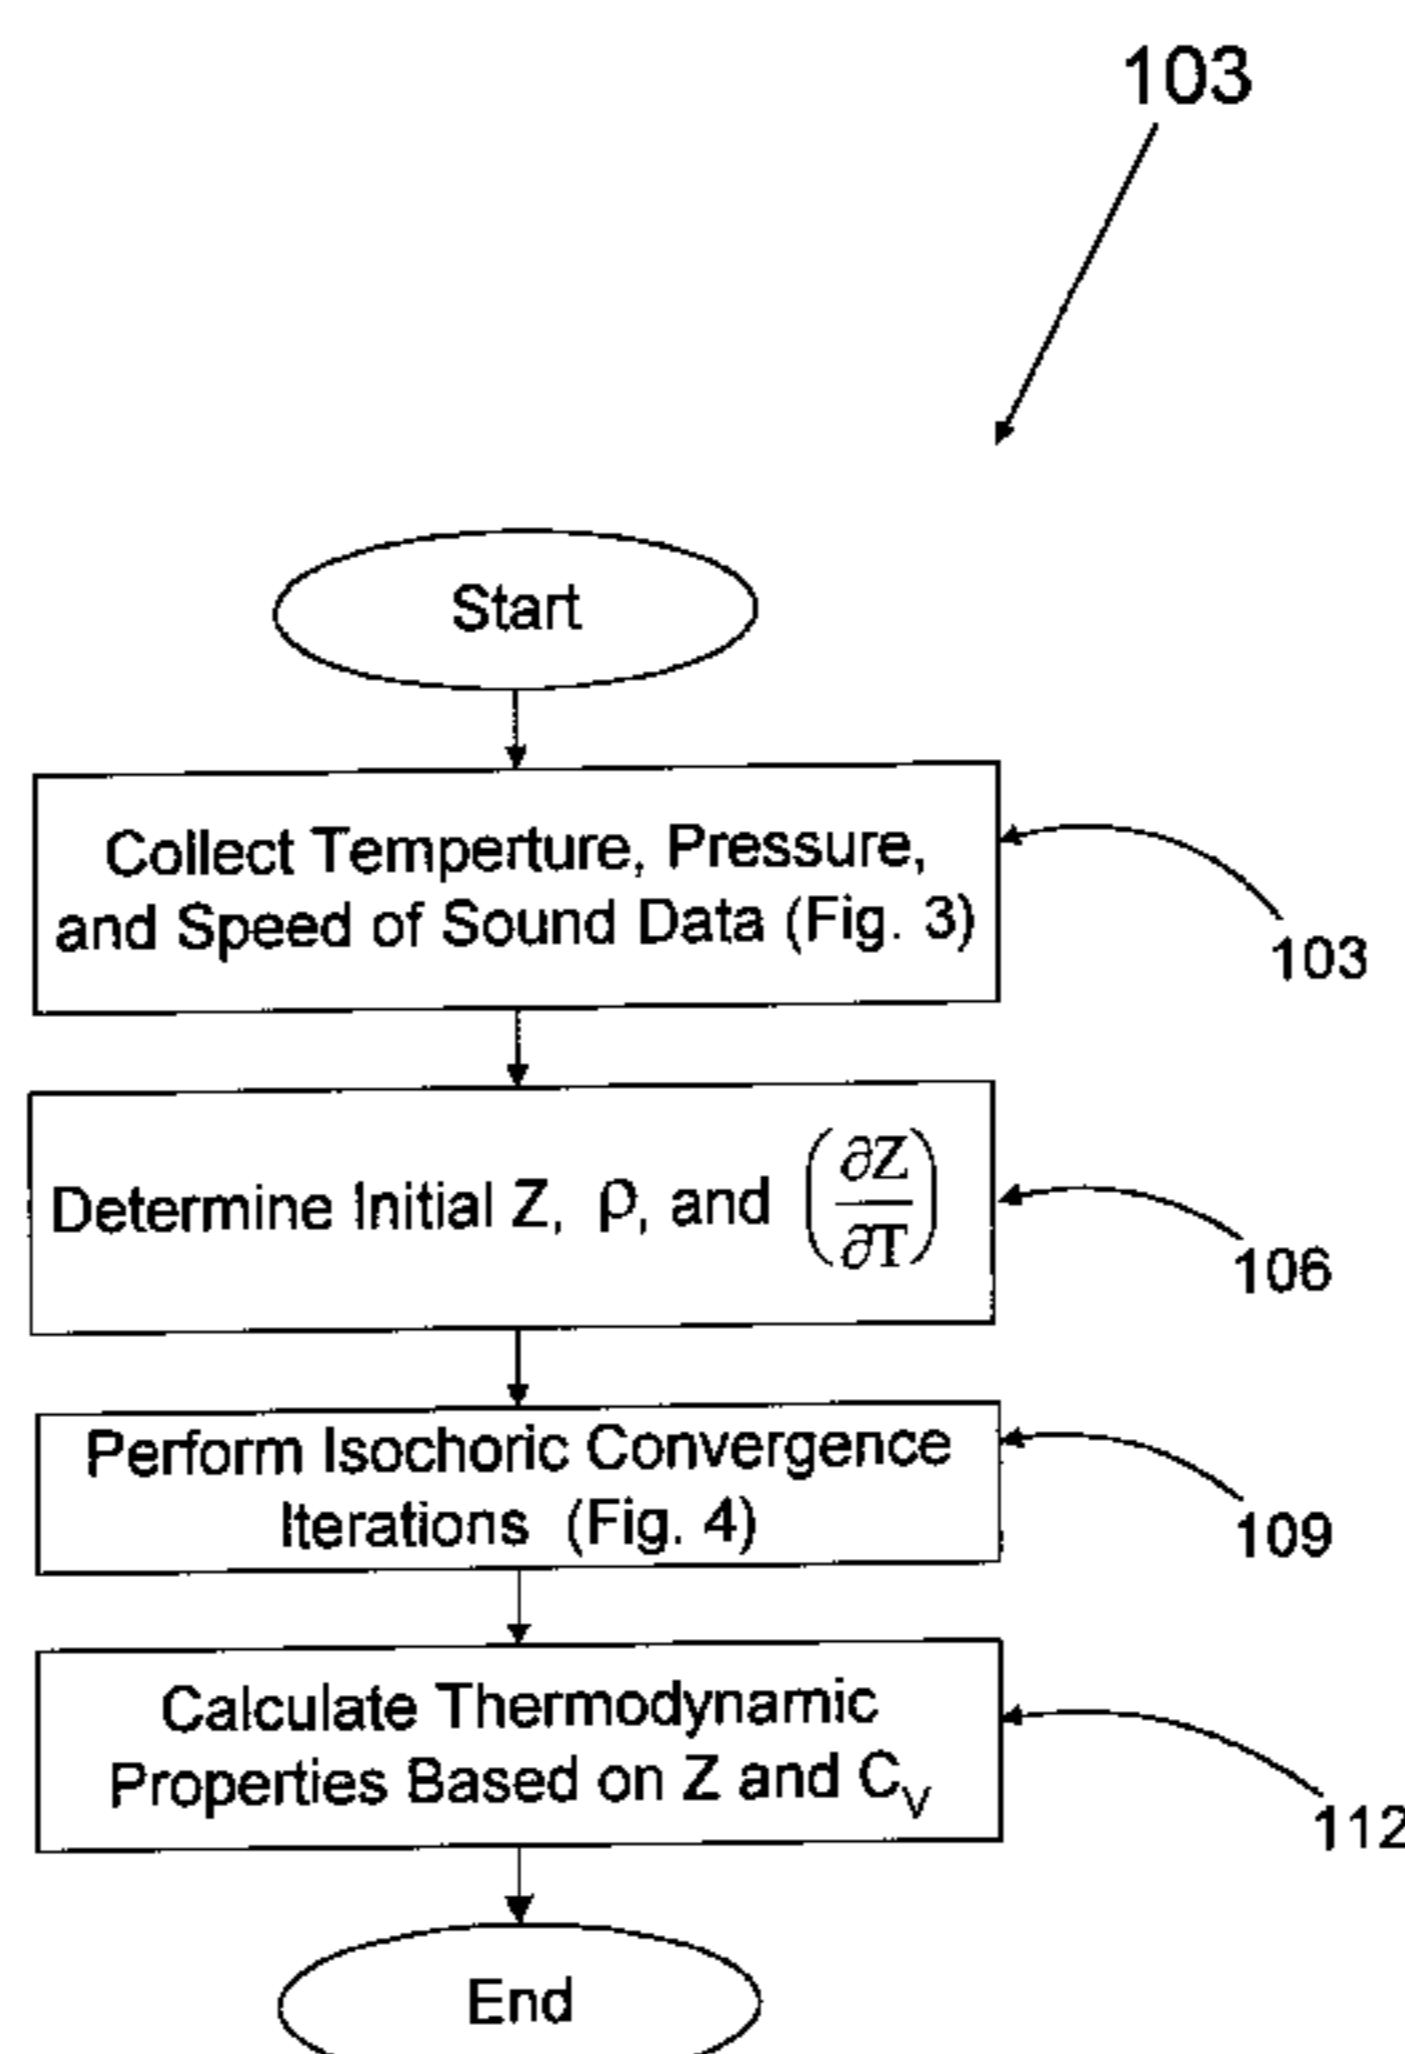 103
Start
Collect Temperture, Pressure,
and Speed of Sound Data (Fig. 3)
103
Determine Initial Z, ρ, and (∂Z/∂T)
106
Perform Isochoric Convergence
Iterations (Fig. 4)
109
Calculate Thermodynamic
Properties Based on Z and C_V
112
End